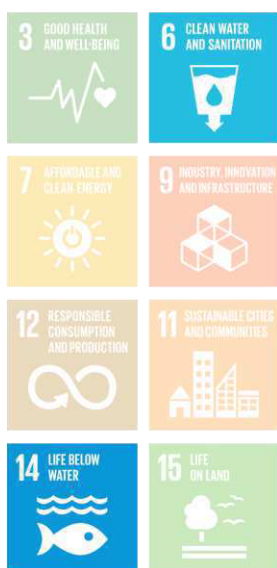 3 GOOD HEALTH
AND WELL-BEING
6 CLEAN WATER
AND SANITATION
7 AFFORDABLE AND
CLEAN ENERGY
9 INDUSTRY, INNOVATION
AND INFRASTRUCTURE
12 RESPONSIBLE
CONSUMPTION
AND PRODUCTION
11 SUSTAINABLE CITIES
AND COMMUNITIES
14 LIFE BELOW
WATER
15 LIFE
ON LAND